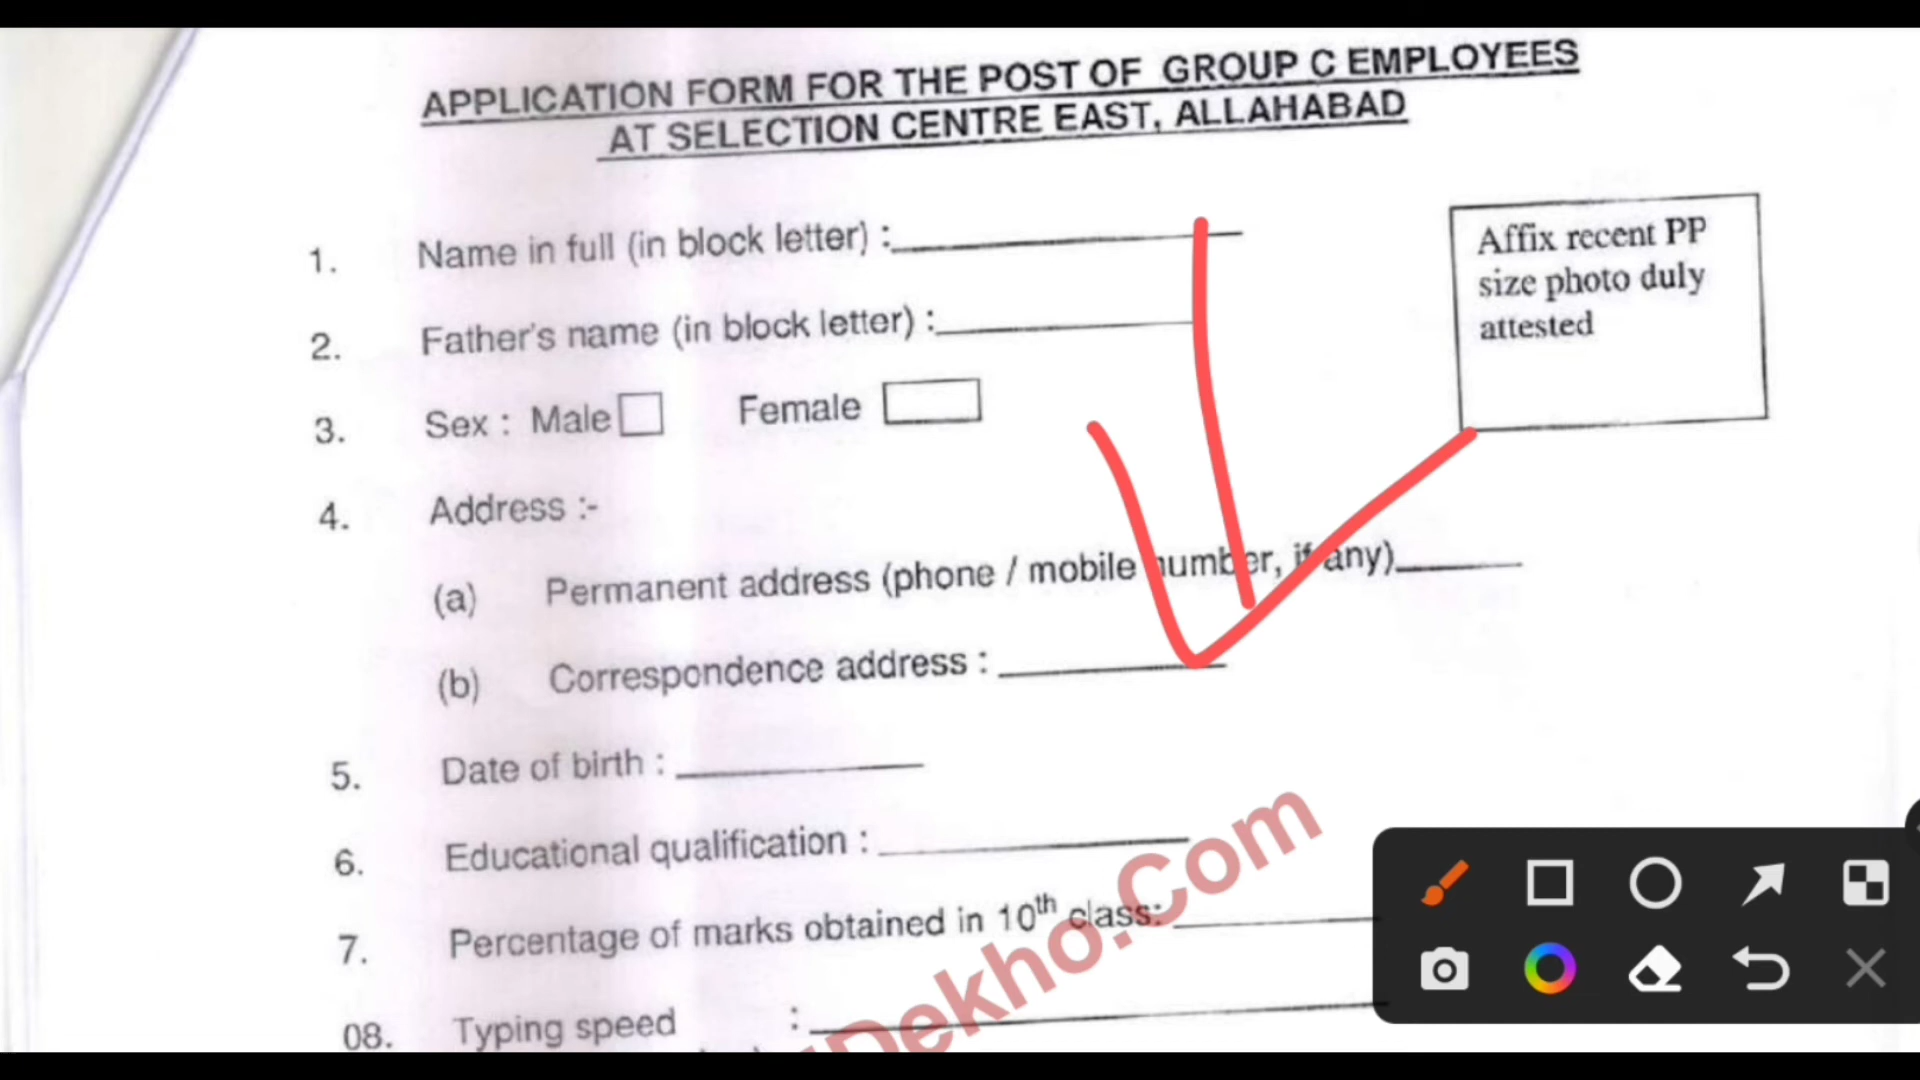 APPLICATION FORM FOR THE POST OF GROUP C EMPLOYEES
AT SELECTION CENTRE EAST, ALLAHABAD
Affix recent PP
size photo duly
attested
1. Name in full (in block letter) :
2. Father's name (in block letter) :
3. Sex : Male Female
4. Address :-
(a) Permanent address (phone / mobile number, if any)
(b) Correspondence address :
5. Date of birth :
6. Educational qualification :
7. Percentage of marks obtained in 10th class:
08. Typing speed :
Dekho.Com